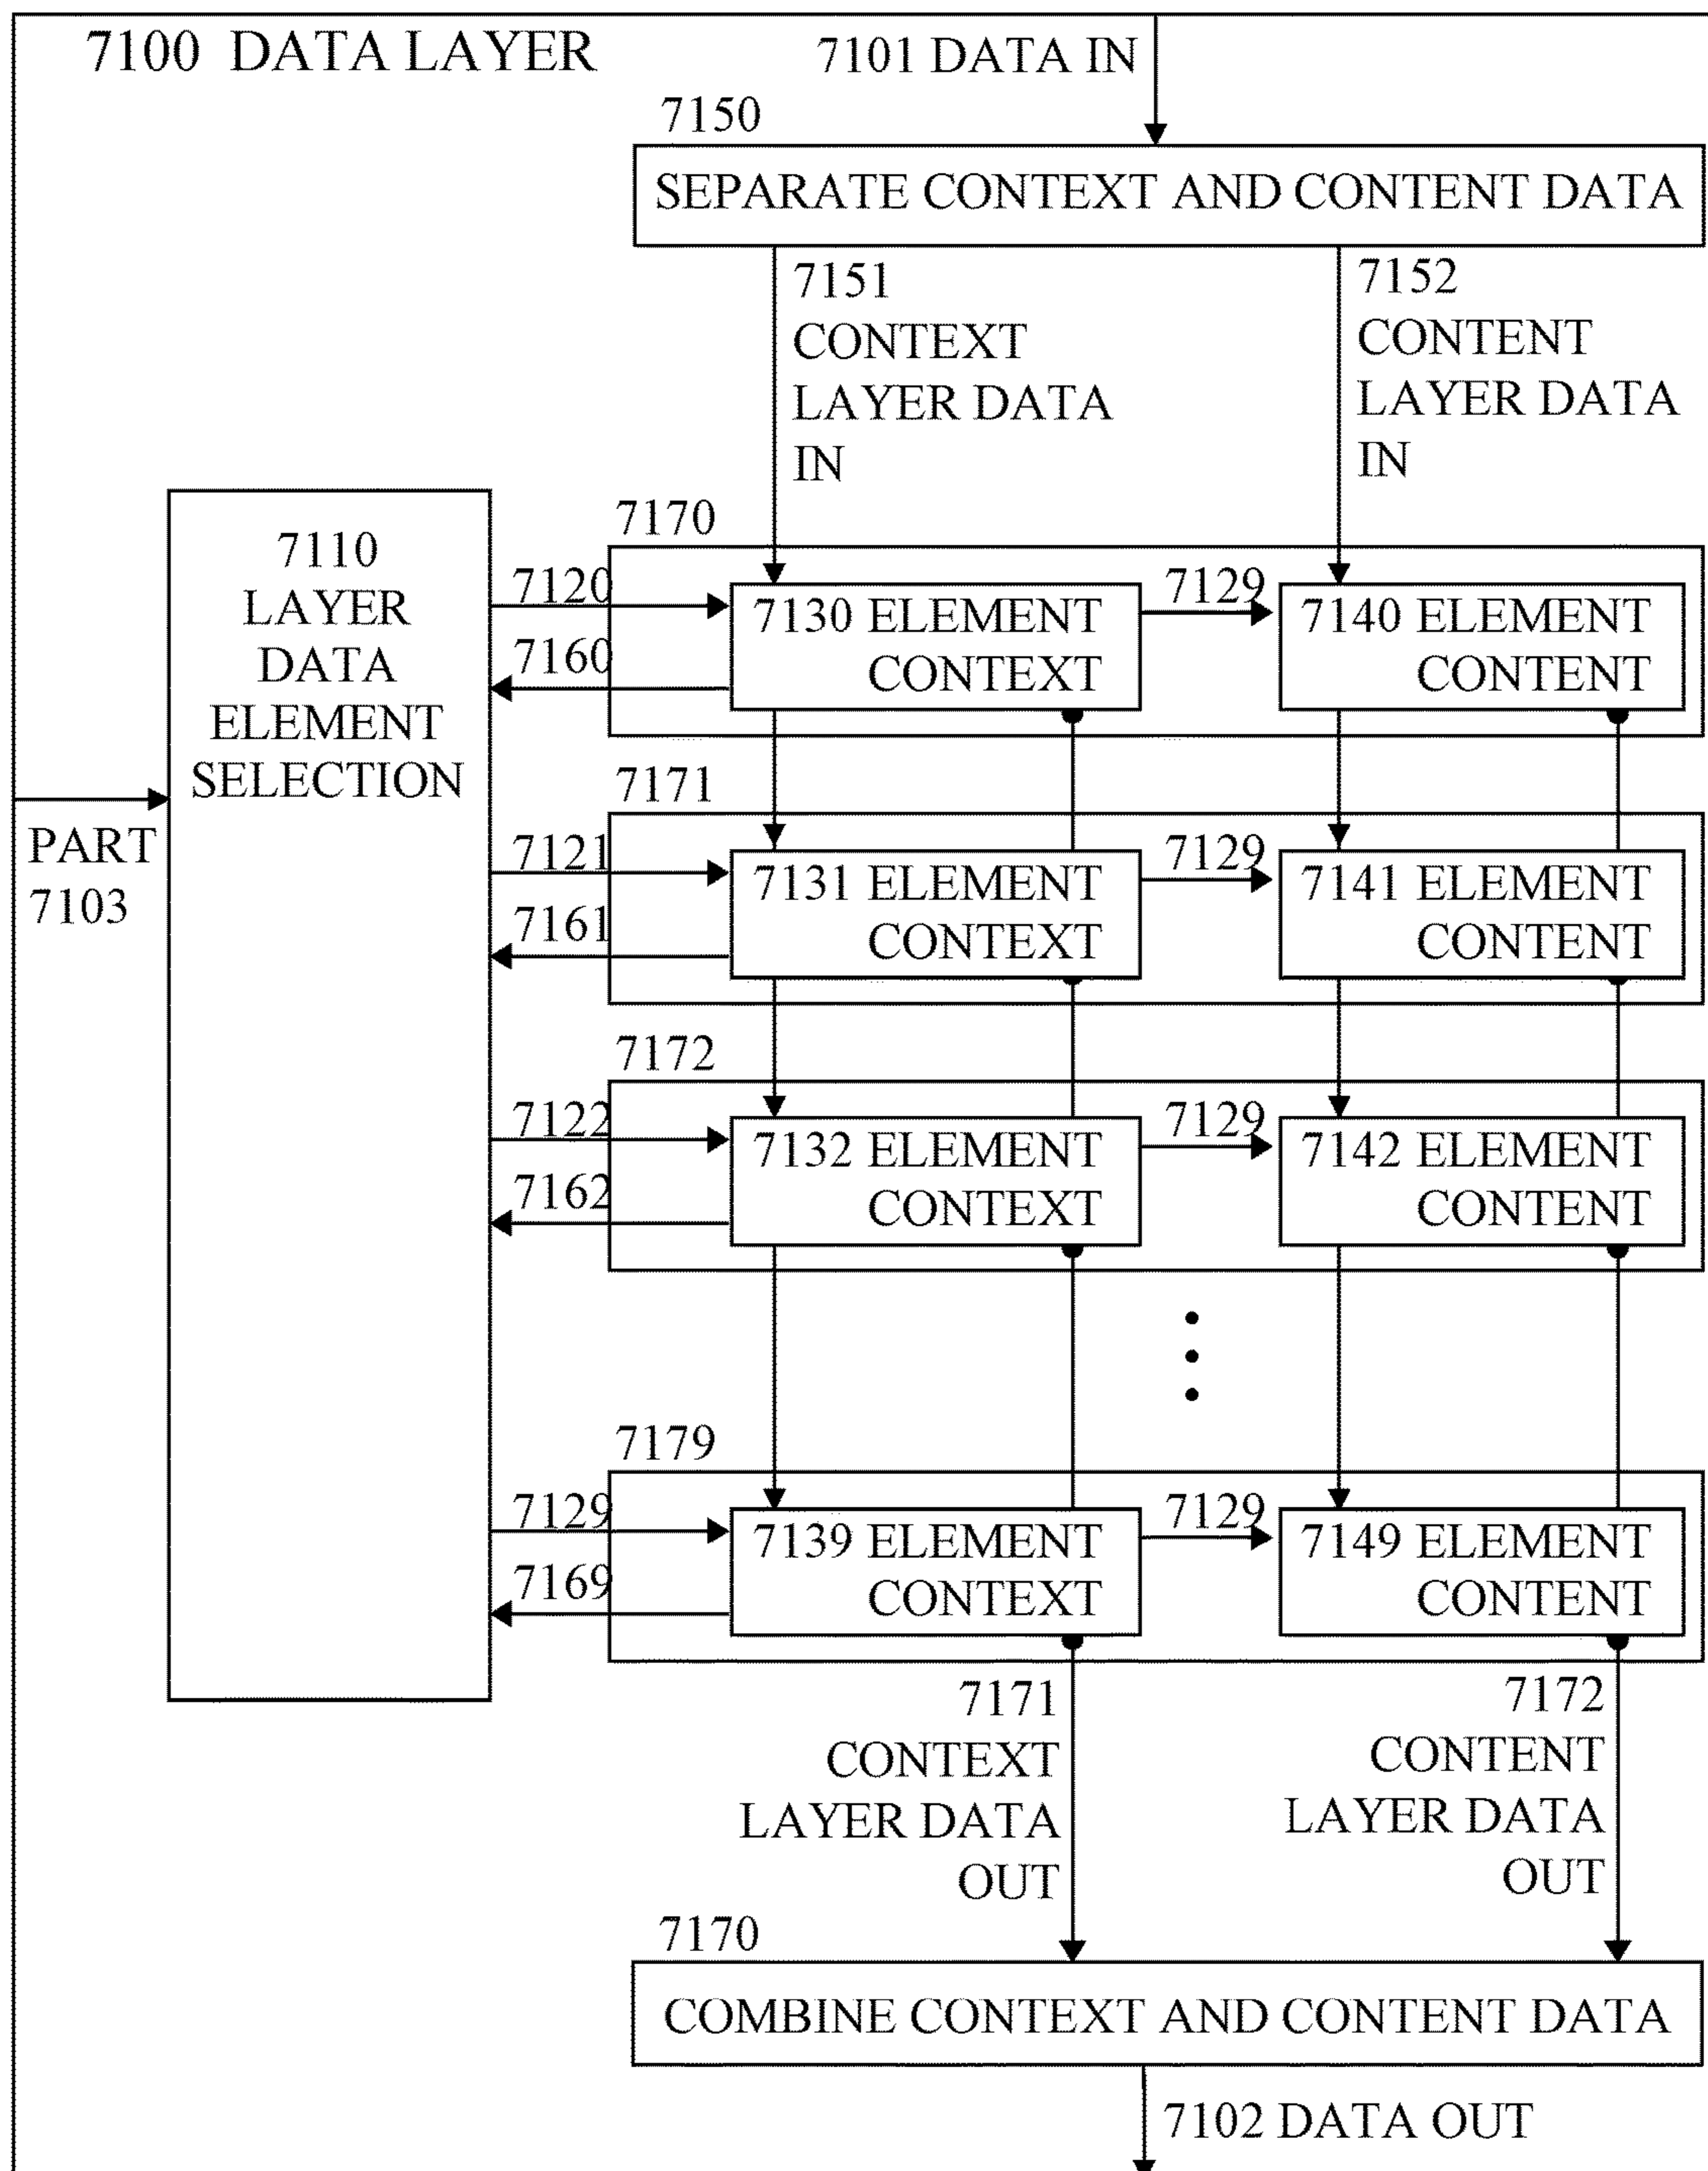 7100 DATA LAYER
7101 DATA IN
7150
SEPARATE CONTEXT AND CONTENT DATA
7151
CONTEXT
LAYER DATA
IN
7152
CONTENT
LAYER DATA
IN
7110
LAYER
DATA
ELEMENT
SELECTION
PART
7103
7170
7120
7160
7130 ELEMENT
CONTEXT
7129
7140 ELEMENT
CONTENT
7171
7121
7161
7131 ELEMENT
CONTEXT
7129
7141 ELEMENT
CONTENT
7172
7122
7162
7132 ELEMENT
CONTEXT
7129
7142 ELEMENT
CONTENT
7179
7129
7169
7139 ELEMENT
CONTEXT
7129
7149 ELEMENT
CONTENT
7171
CONTEXT
LAYER DATA
OUT
7172
CONTENT
LAYER DATA
OUT
7170
COMBINE CONTEXT AND CONTENT DATA
7102 DATA OUT